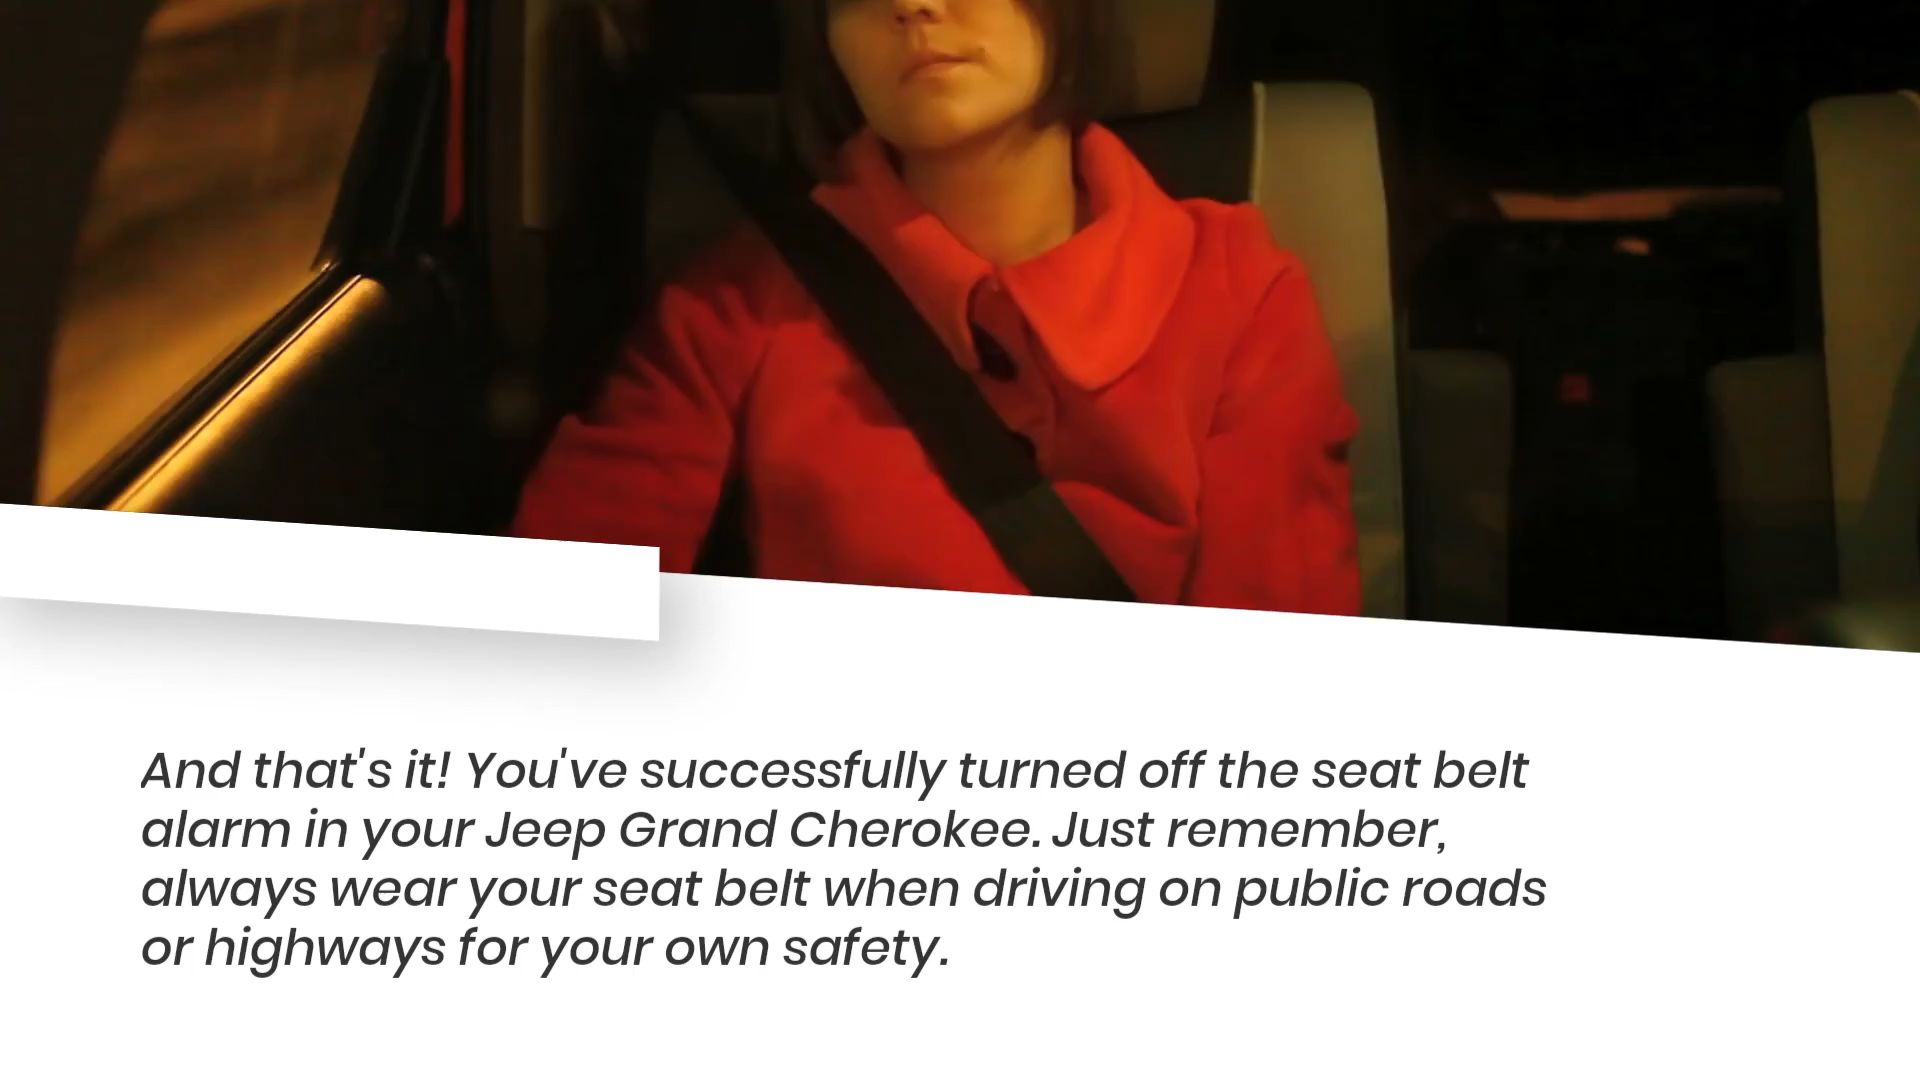 And that's it! You've successfully turned off the seat belt
alarm in your Jeep Grand Cherokee. Just remember,
always wear your seat belt when driving on public roads
or highways for your own safety.